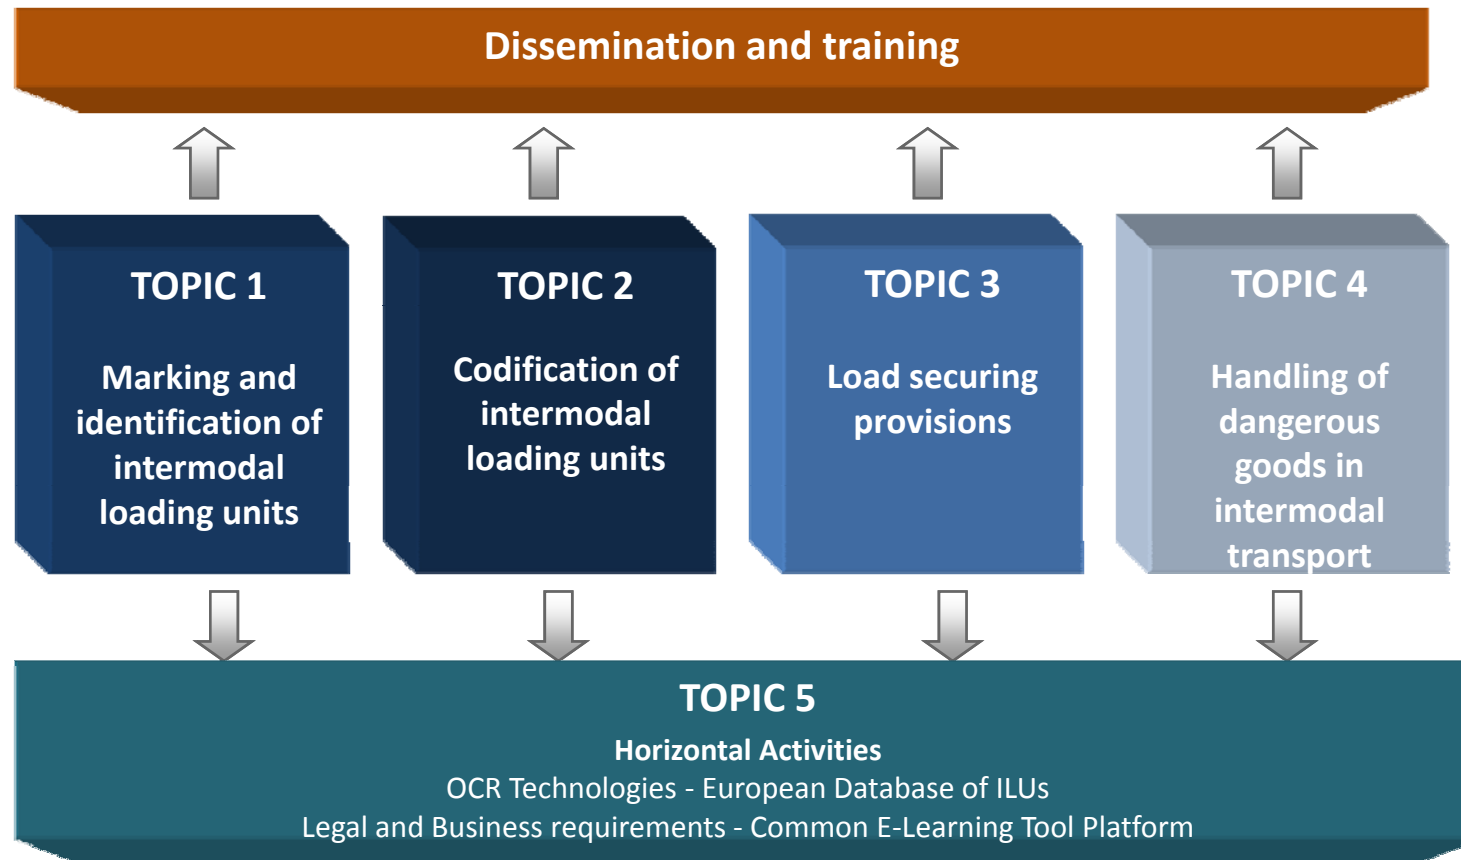 Dissemination and training
TOPIC 1
Marking and
identification of
intermodal
loading units
TOPIC 2
Codification of
intermodal
loading units
TOPIC 3
Load securing
provisions
TOPIC 4
Handling of
dangerous
goods in
intermodal
transport
TOPIC 5
Horizontal Activities
OCR Technologies - European Database of ILUs
Legal and Business requirements - Common E-Learning Tool Platform